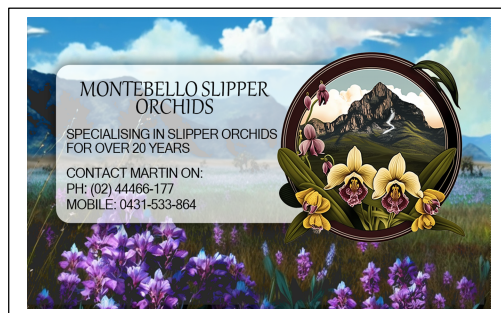 MONTEBELLO SLIPPER
ORCHIDS
SPECIALISING IN SLIPPER ORCHIDS
FOR OVER 20 YEARS
CONTACT MARTIN ON:
PH: (02) 44466-177
MOBILE: 0431-533-864